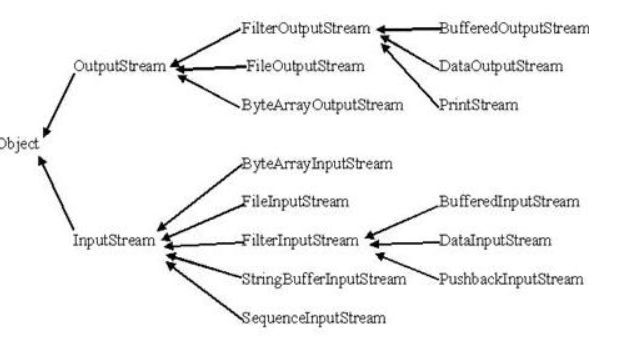 FilterOutputStream BufferedOutputStream
OutputStream FileOutputStream DataOutputStream
ByteArrayOutputStream PrintStream
Object
ByteArrayInputStream
FileInputStream BufferedInputStream
InputStream FilterInputStream DataInputStream
StringBufferInputStream PushbackInputStream
SequenceInputStream